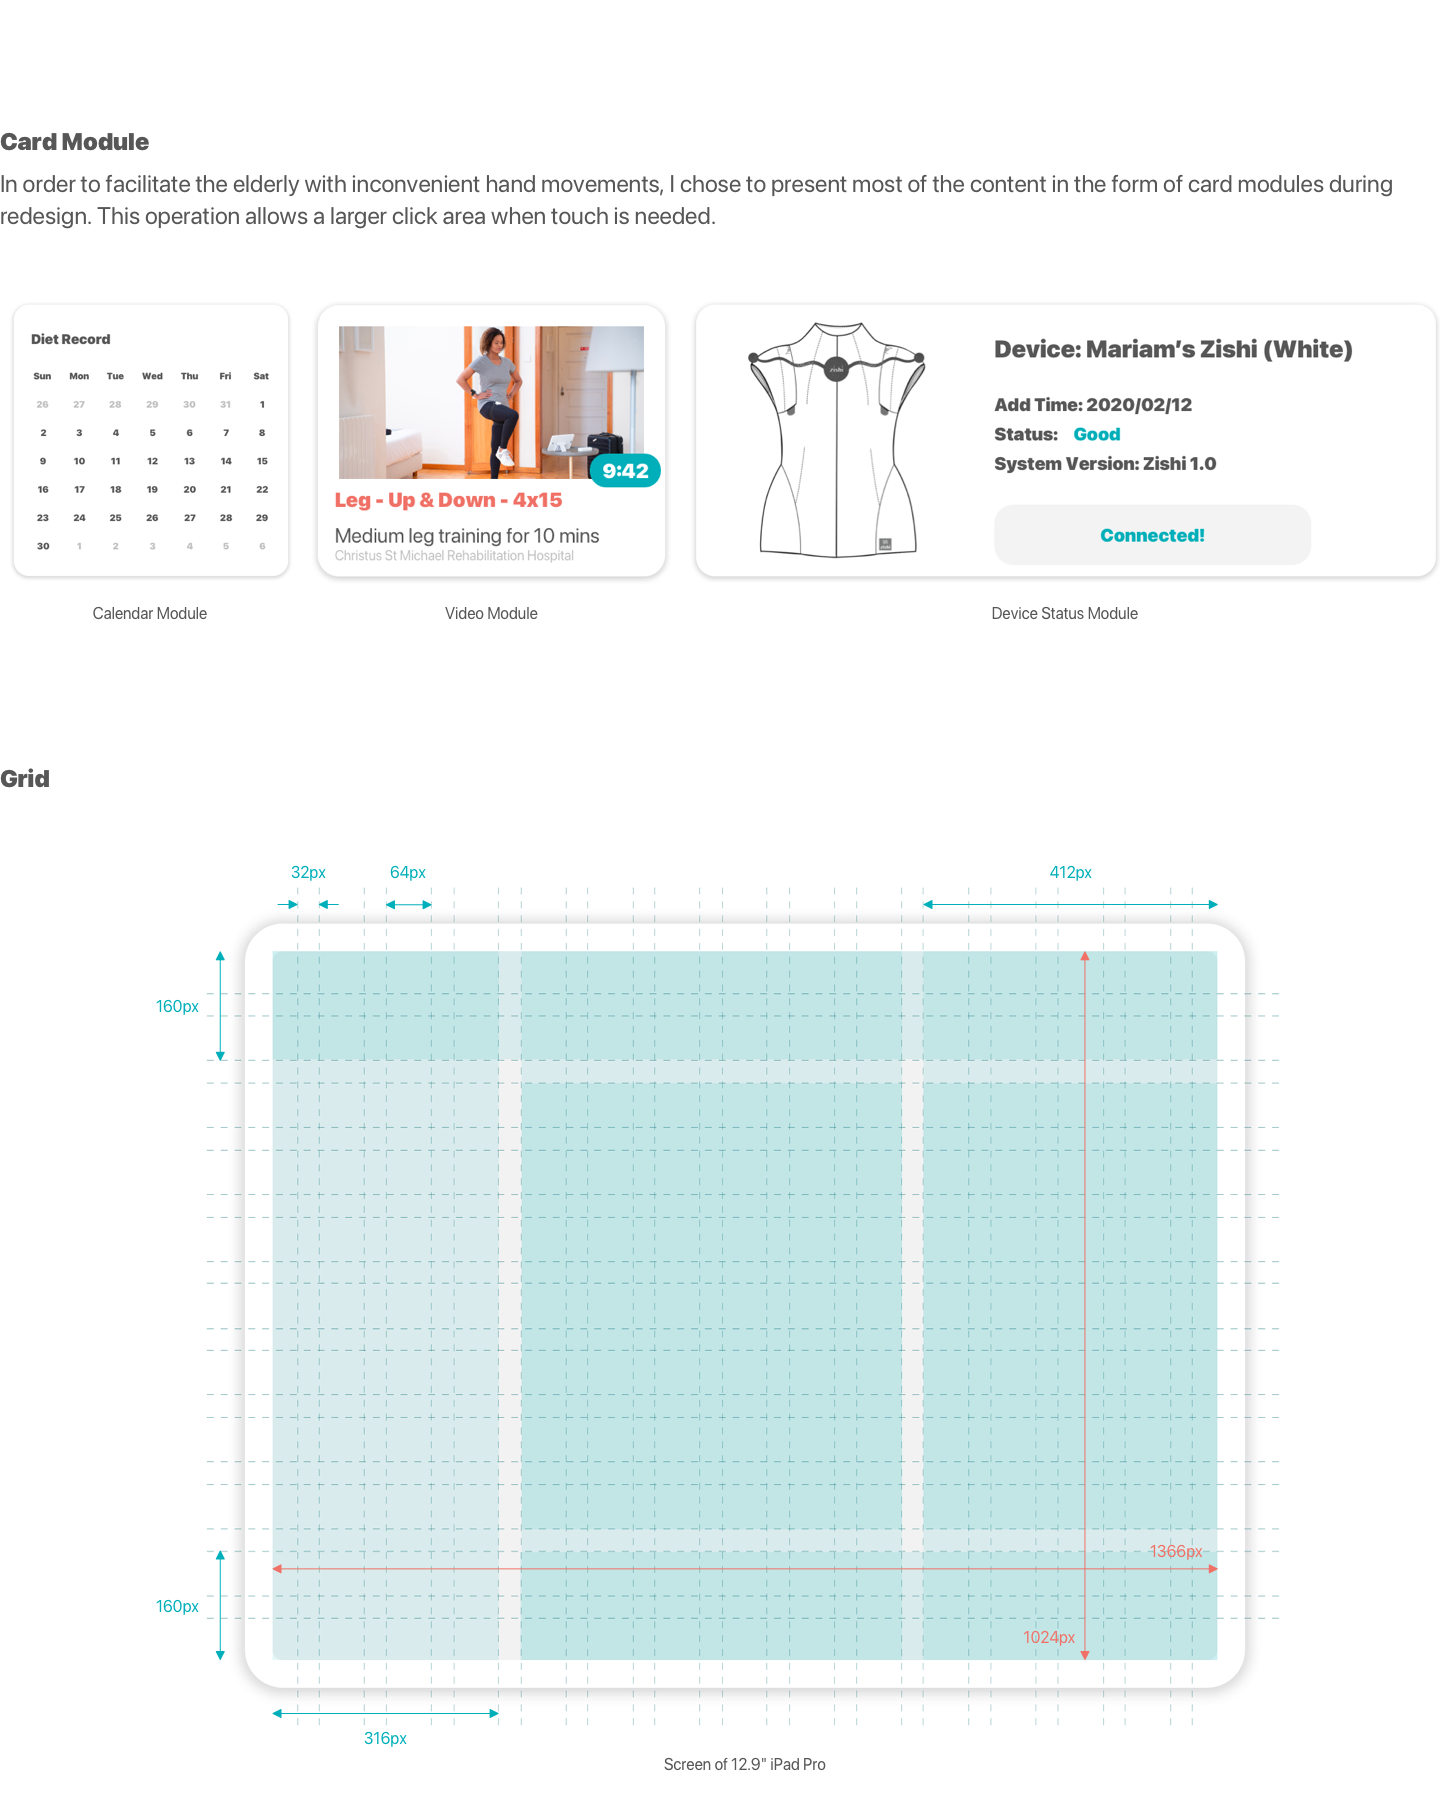 Card Module
In order to facilitate the elderly with inconvenient hand movements, I chose to present most of the content in the form of card modules during
redesign. This operation allows a larger click area when touch is needed.
Diet Record
Sun Mon Tue Wed Thu Fri Sat
26 27 28 29 30 31 1
2 3 4 5 6 7 8
9 10 11 12 13 14 15
16 17 18 19 20 21 22
23 24 25 26 27 28 29
30 1 2 3 4 5 6
Calendar Module
9:42
Leg - Up & Down - 4x15
Medium leg training for 10 mins
Christus St Michael Rehabilitation Hospital
Video Module
zishi
Device: Mariam's Zishi (White)
Add Time: 2020/02/12
Status: Good
System Version: Zishi 1.0
Connected!
Device Status Module
Grid
32px 64px 412px
160px
1366px
160px
1024px
316px
Screen of 12.9" iPad Pro